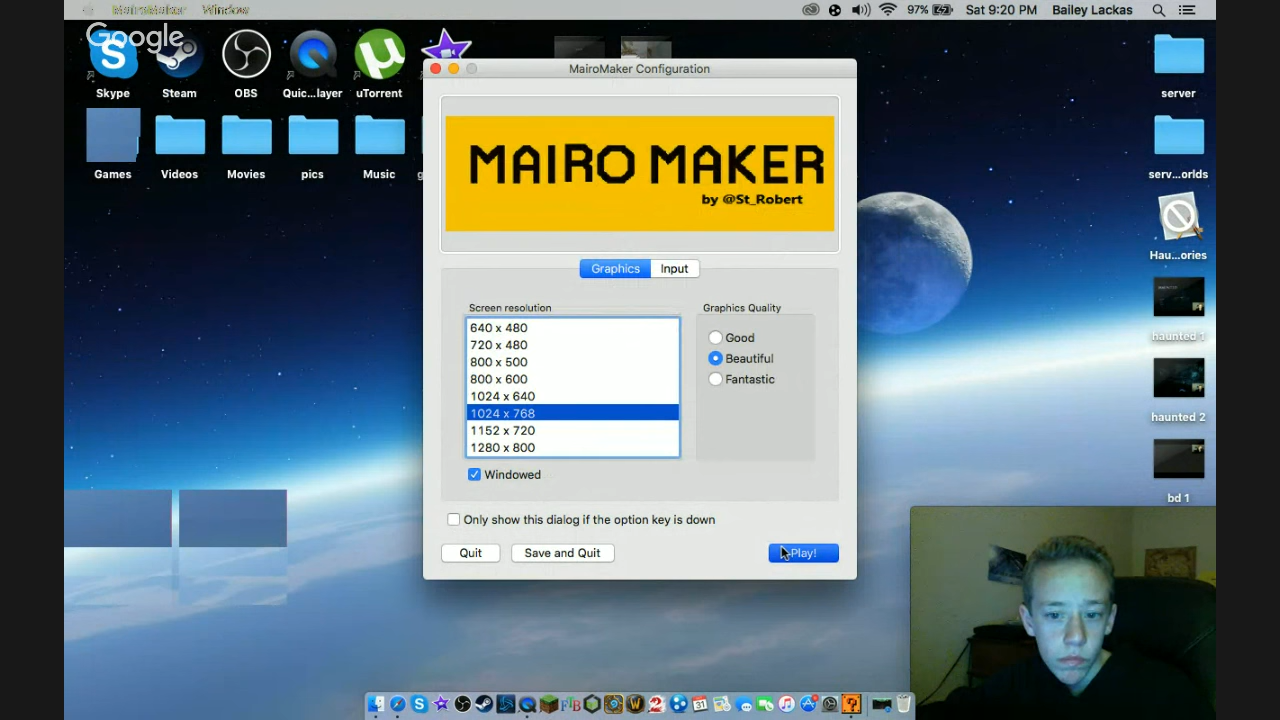 MairoMaker Window
97% Sat 9:20 PM Bailey Lackas
Google
Skype Steam OBS Quic...layer uTorrent
Games Videos Movies pics Music
MairoMaker Configuration
MAIRO MAKER
by @St_Robert
Graphics Input
Screen resolution
640 x 480
720 x 480
800 x 500
800 x 600
1024 x 640
1024 x 768
1152 x 720
1280 x 800
Windowed
Graphics Quality
Good
Beautiful
Fantastic
Only show this dialog if the option key is down
Quit Save and Quit Play!
server
serv...orlds
Hau...ories
haunted 1
haunted 2
bd 1
FTB